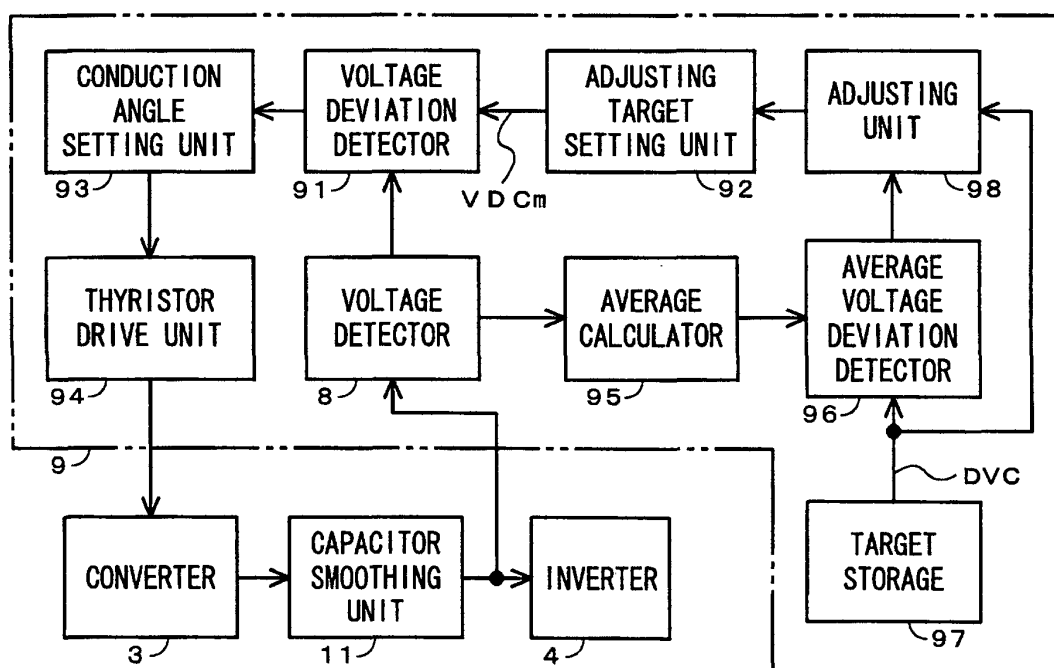 CONDUCTION
ANGLE
SETTING UNIT
93
VOLTAGE
DEVIATION
DETECTOR
91
VDCm
ADJUSTING
TARGET
SETTING UNIT
92
ADJUSTING
UNIT
98
THYRISTOR
DRIVE UNIT
94
VOLTAGE
DETECTOR
8
AVERAGE
CALCULATOR
95
AVERAGE
VOLTAGE
DEVIATION
DETECTOR
96
9
DVC
CONVERTER
3
CAPACITOR
SMOOTHING
UNIT
11
INVERTER
4
TARGET
STORAGE
97